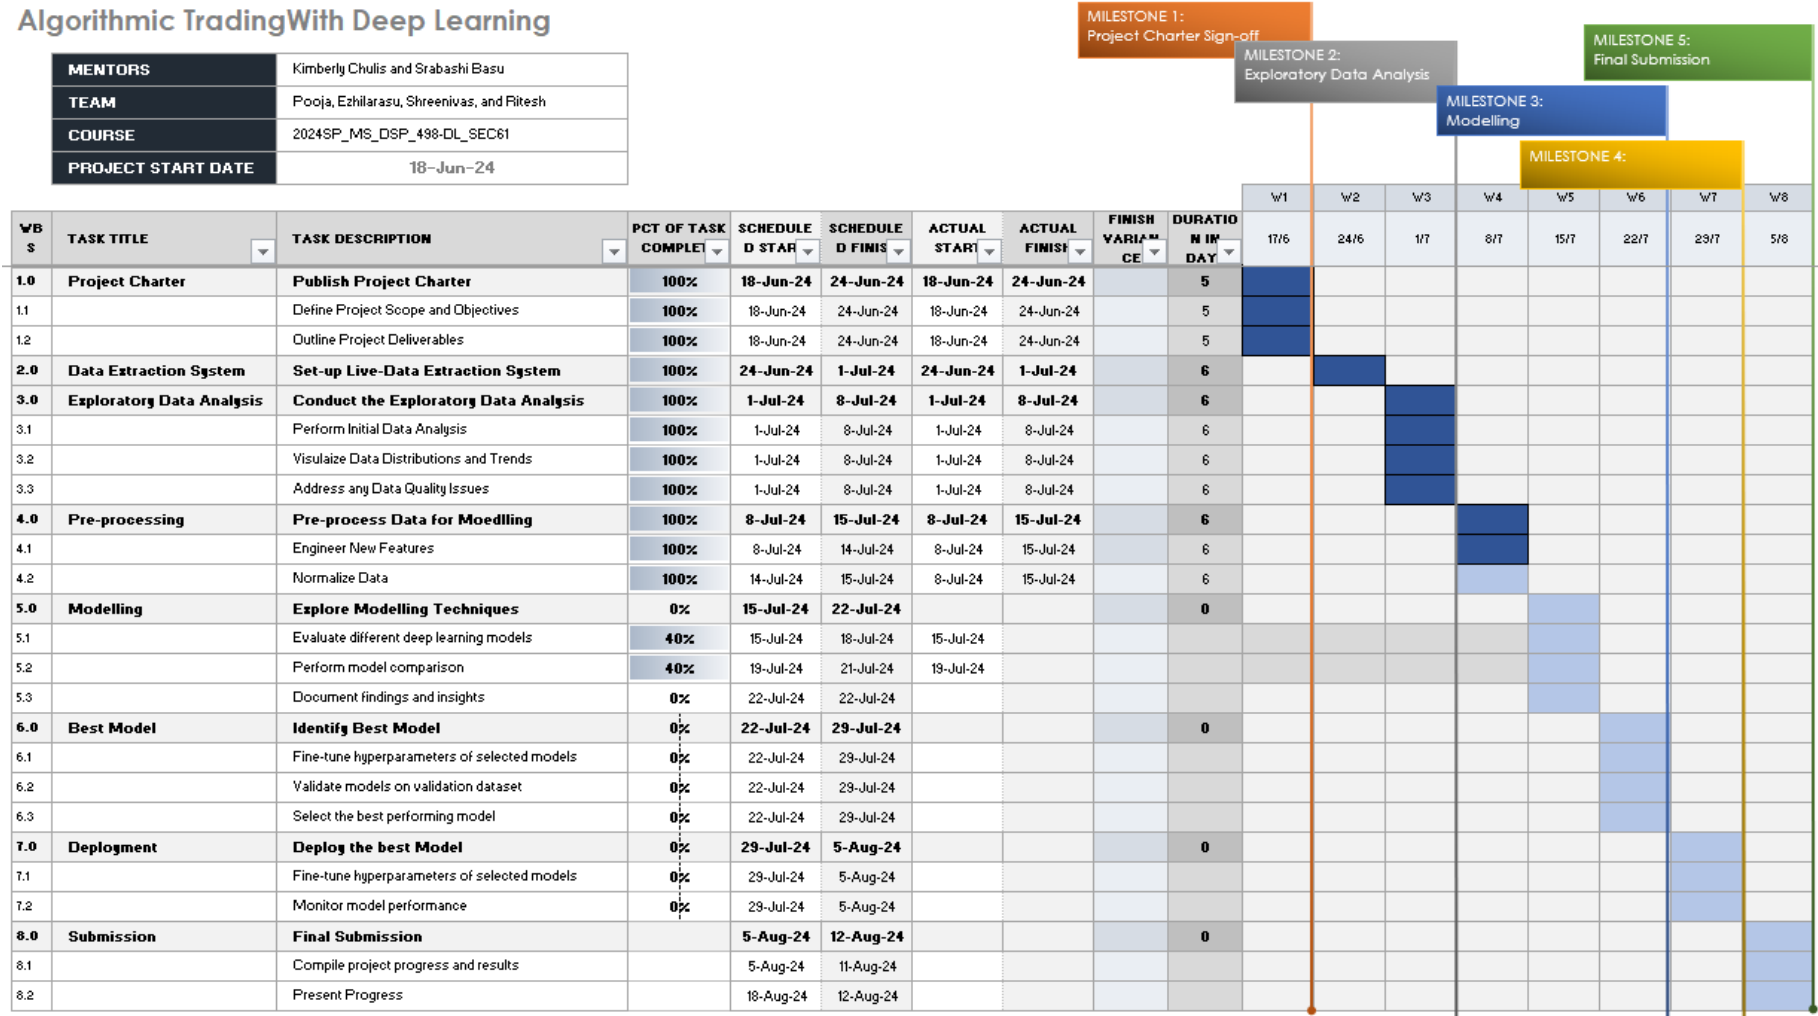 Algorithmic TradingWith Deep Learning
MILESTONE 1:
Project Charter Sign-off
MILESTONE 2:
Exploratory Data Analysis
MILESTONE 5:
Final Submission
MILESTONE 3:
Modelling
MILESTONE 4:
MENTORS Kimberly Chulis and Srabashi Basu
TEAM Pooja, Ezhilarasu, Shreenivas, and Ritesh
COURSE 2024SP_MS_DSP_498-DL_SEC61
PROJECT START DATE 18-Jun-24
W1 W2 W3 W4 W5 W6 W7 W8
WB
S
TASK TITLE
TASK DESCRIPTION
PCT OF TASK
COMPLET
SCHEDULE
D STAR
SCHEDULE
D FINIS
ACTUAL
START
ACTUAL
FINISH
FINISH
VARIAN
CE
DURATIO
N IN
DAY
17/6 24/6 1/7 8/7 15/7 22/7 29/7 5/8
1.0 Project Charter Publish Project Charter 100% 18-Jun-24 24-Jun-24 18-Jun-24 24-Jun-24 5
1.1 Define Project Scope and Objectives 100% 18-Jun-24 24-Jun-24 18-Jun-24 24-Jun-24 5
1.2 Outline Project Deliverables 100% 18-Jun-24 24-Jun-24 18-Jun-24 24-Jun-24 5
2.0 Data Extraction System Set-up Live-Data Extraction System 100% 24-Jun-24 1-Jul-24 24-Jun-24 1-Jul-24 6
3.0 Exploratory Data Analysis Conduct the Exploratory Data Analysis 100% 1-Jul-24 8-Jul-24 1-Jul-24 8-Jul-24 6
3.1 Perform Initial Data Analysis 100% 1-Jul-24 8-Jul-24 1-Jul-24 8-Jul-24 6
3.2 Visulaize Data Distributions and Trends 100% 1-Jul-24 8-Jul-24 1-Jul-24 8-Jul-24 6
3.3 Address any Data Quality Issues 100% 1-Jul-24 8-Jul-24 1-Jul-24 8-Jul-24 6
4.0 Pre-processing Pre-process Data for Moedlling 100% 8-Jul-24 15-Jul-24 8-Jul-24 15-Jul-24 6
4.1 Engineer New Features 100% 8-Jul-24 14-Jul-24 8-Jul-24 15-Jul-24 6
4.2 Normalize Data 100% 14-Jul-24 15-Jul-24 8-Jul-24 15-Jul-24 6
5.0 Modelling Explore Modelling Techniques 0% 15-Jul-24 22-Jul-24 0
5.1 Evaluate different deep learning models 40% 15-Jul-24 18-Jul-24 15-Jul-24
5.2 Perform model comparison 40% 19-Jul-24 21-Jul-24 19-Jul-24
5.3 Document findings and insights 0% 22-Jul-24 22-Jul-24
6.0 Best Model Identify Best Model 0% 22-Jul-24 29-Jul-24 0
6.1 Fine-tune hyperparameters of selected models 0% 22-Jul-24 29-Jul-24
6.2 Validate models on validation dataset 0% 22-Jul-24 29-Jul-24
6.3 Select the best performing model 0% 22-Jul-24 29-Jul-24
7.0 Deployment Deploy the best Model 0% 29-Jul-24 5-Aug-24 0
7.1 Fine-tune hyperparameters of selected models 0% 29-Jul-24 5-Aug-24
7.2 Monitor model performance 0% 29-Jul-24 5-Aug-24
8.0 Submission Final Submission 5-Aug-24 12-Aug-24 0
8.1 Compile project progress and results 5-Aug-24 11-Aug-24
8.2 Present Progress 18-Aug-24 12-Aug-24